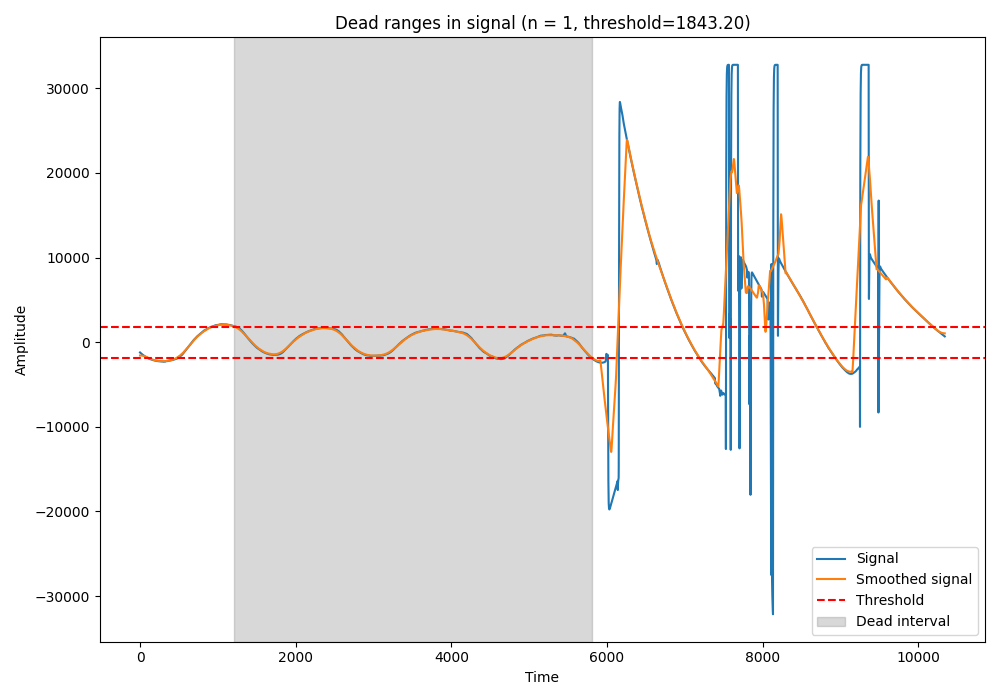 Dead ranges in signal (n = 1, threshold=1843.20)
Amplitude
30000
20000
10000
0
−10000
−20000
−30000
0
2000
4000
6000
8000
10000
Time
Signal
Smoothed signal
Threshold
Dead interval